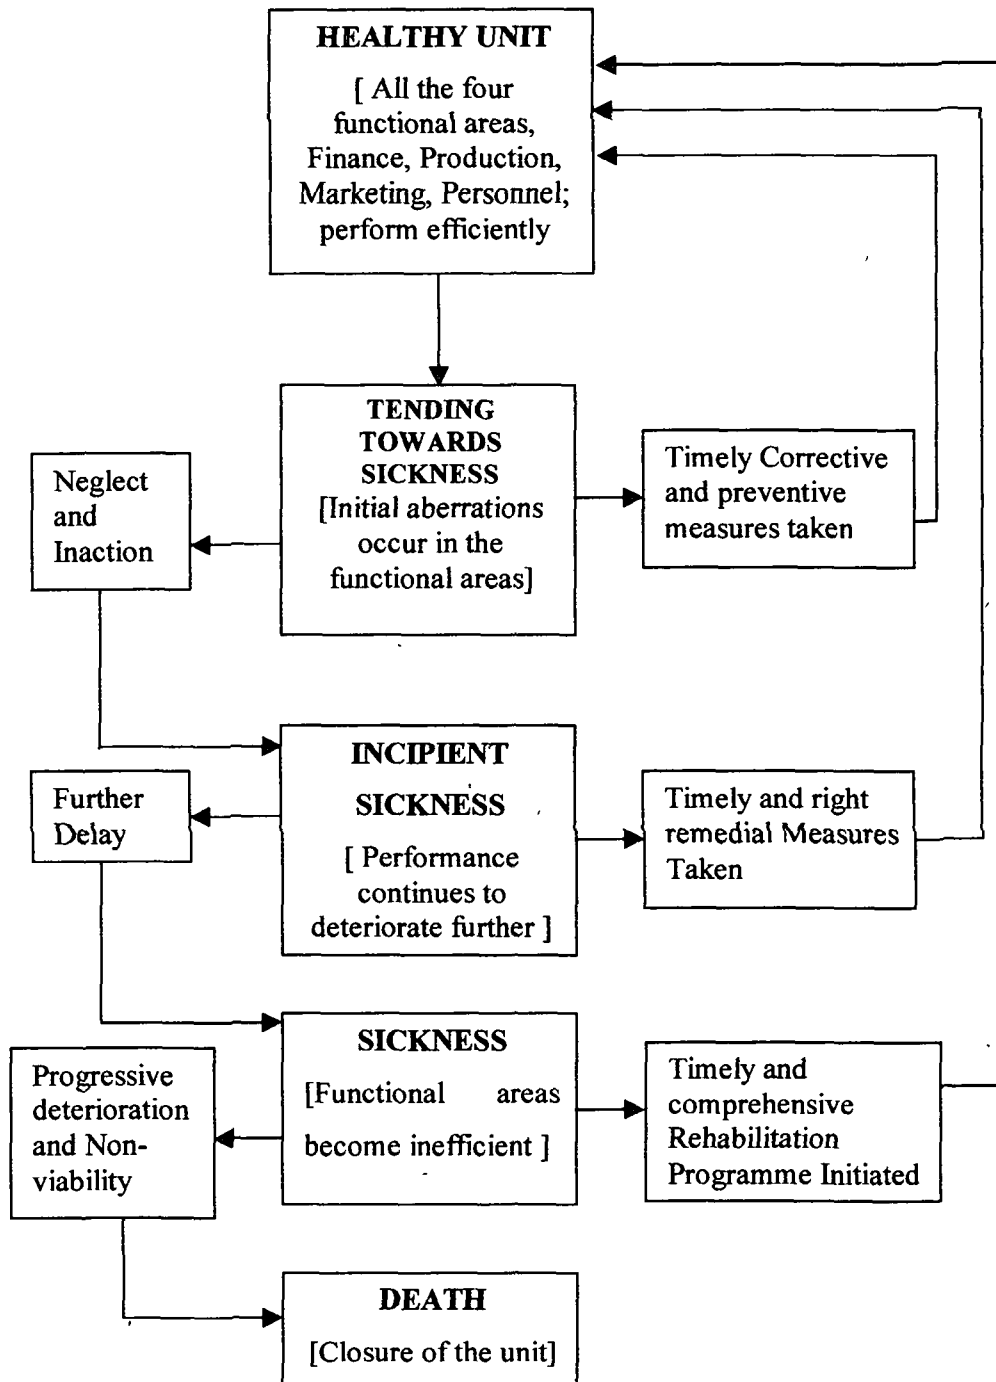 HEALTHY UNIT
[ All the four
functional areas,
Finance, Production,
Marketing, Personnel;
perform efficiently
TENDING
TOWARDS
SICKNESS
[Initial aberrations
occur in the
functional areas]
Neglect
and
Inaction
Timely Corrective
and preventive
measures taken
INCIPIENT
SICKNESS
[ Performance
continues to
deteriorate further ]
Further
Delay
Timely and right
remedial Measures
Taken
SICKNESS
[Functional areas
become inefficient ]
Progressive
deterioration
and Non-
viability
Timely and
comprehensive
Rehabilitation
Programme Initiated
DEATH
[Closure of the unit]